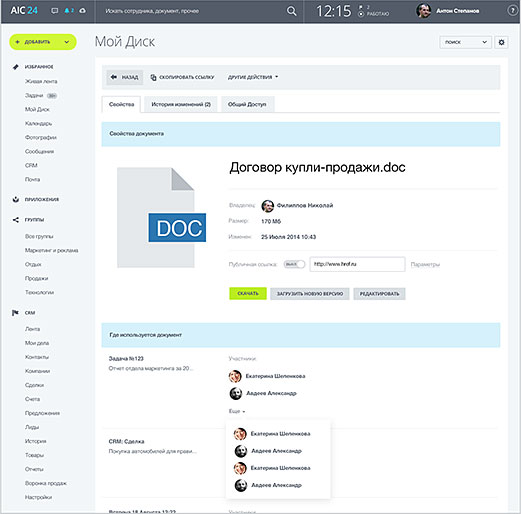 AIC 24
2
Искать сотрудника, документ, прочее
12:15
2
РАБОТАЮ
Антон Степанов
?
+ ДОБАВИТЬ
Мой Диск
ПОИСК
ИЗБРАННОЕ
Живая лента
Задачи
Мой Диск
Календарь
Фотографии
Сообщения
CRM
Почта
ПРИЛОЖЕНИЯ
ГРУППЫ
Все группы
Маркетинг и реклама
Отдых
Продажи
Технологии
CRM
Лента
Мои дела
Контакты
Компании
Сделки
Счета
Предложения
Лиды
История
Товары
Отчеты
Воронка продаж
Настройки
НАЗАД
СКОПИРОВАТЬ ССЫЛКУ
ДРУГИЕ ДЕЙСТВИЯ
Свойства
История изменений (2)
Общий Доступ
Свойства документа
DOC
Договор купли-продажи.doc
Владелец:
Филиппов Николай
Размер:
170 Мб
Изменен:
25 Июля 2014 10:43
Публичная ссылка:
ВЫКЛ
http://www.href.ru
Параметры
СКАЧАТЬ
ЗАГРУЗИТЬ НОВУЮ ВЕРСИЮ
РЕДАКТИРОВАТЬ
Где используется документ
Задача №123
Отчет отдела маркетинга за 20...
Участники:
Екатерина Шеленкова
Авдеев Александр
Еще
CRM: Сделка
Покупка автомобилей для прави...
Екатерина Шеленкова
Авдеев Александр
Екатерина Шеленкова
Авдеев Александр
Вторник 18 Августа 12:22
Участники: